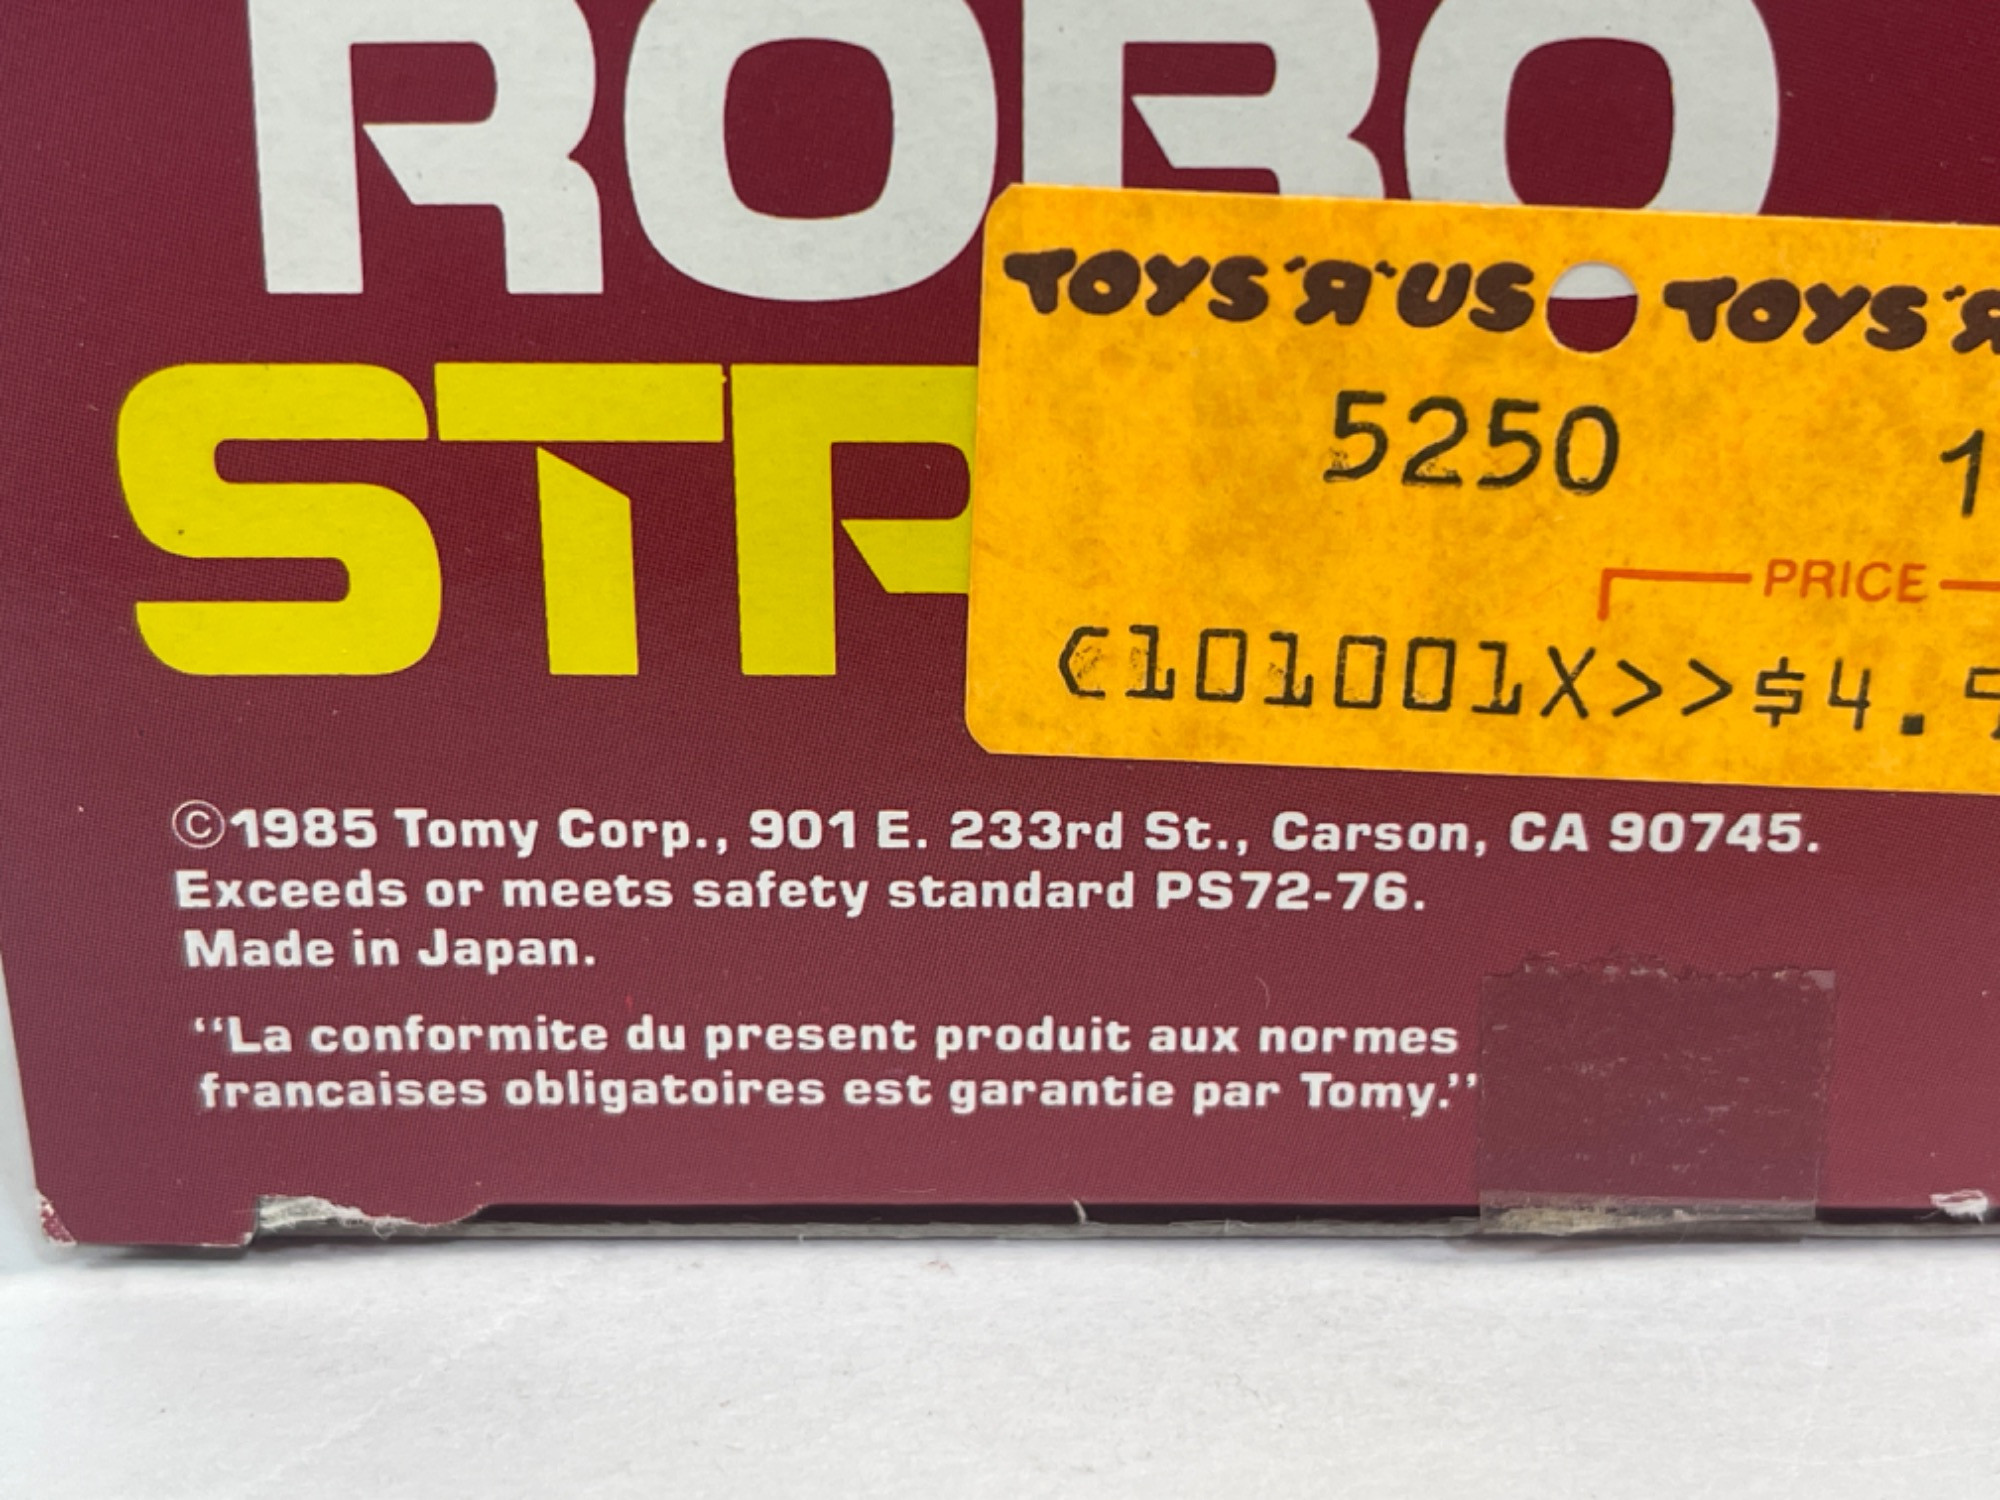 ROBO
STR
TOYS"R"US TOYS"R
5250 1
PRICE
C101001X>>$4.9
©1985 Tomy Corp., 901 E. 233rd St., Carson, CA 90745.
Exceeds or meets safety standard PS72-76.
Made in Japan.
"La conformite du present produit aux normes
francaises obligatoires est garantie par Tomy."